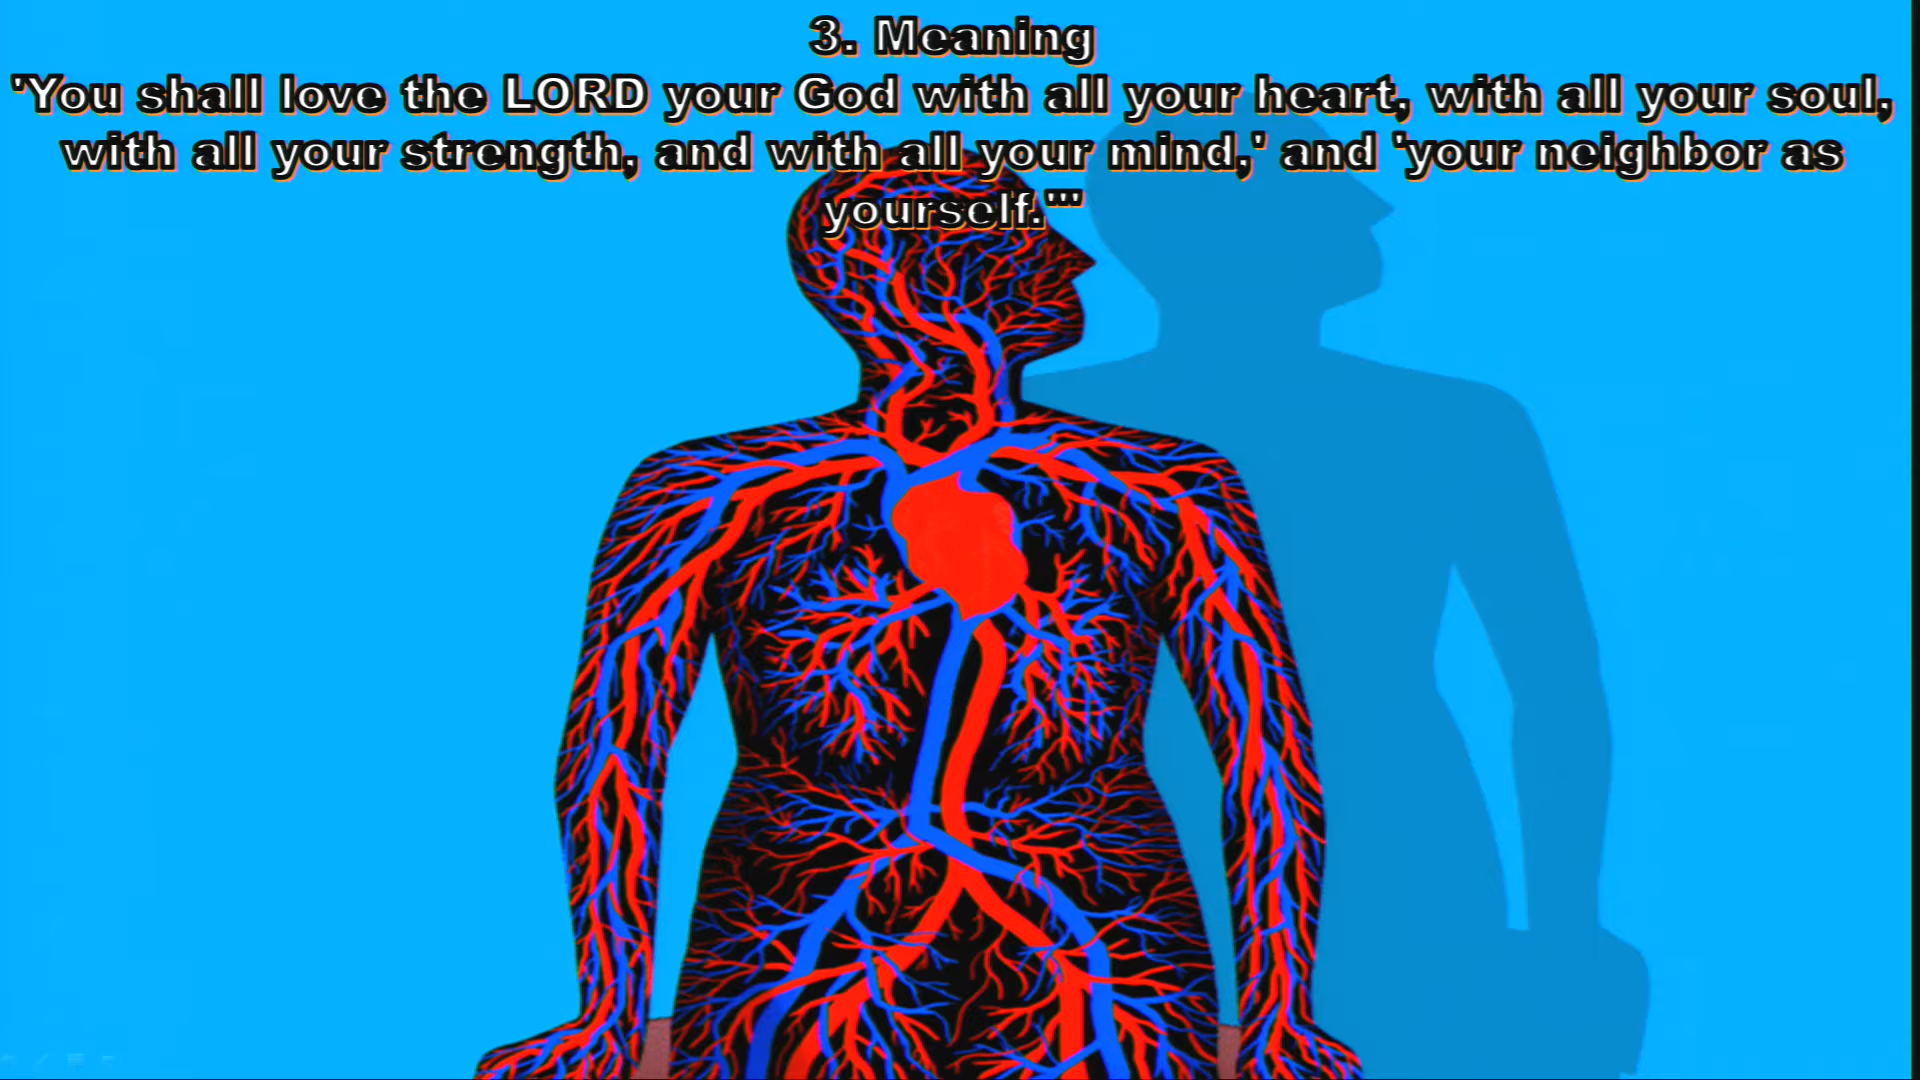 3. Meaning
'You shall love the LORD your God with all your heart, with all your soul,
with all your strength, and with all your mind,' and 'your neighbor as
yourself.'"